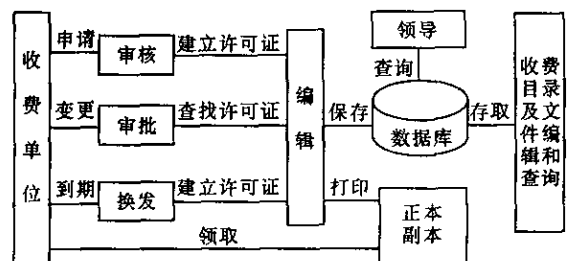 收费单位
申请
审核
建立许可证
变更
审批
查找许可证
到期
换发
建立许可证
领取
编辑
保存
打印
领导
查询
数据库
存取
正本
副本
收费
目录
及文
件编
辑和
查询